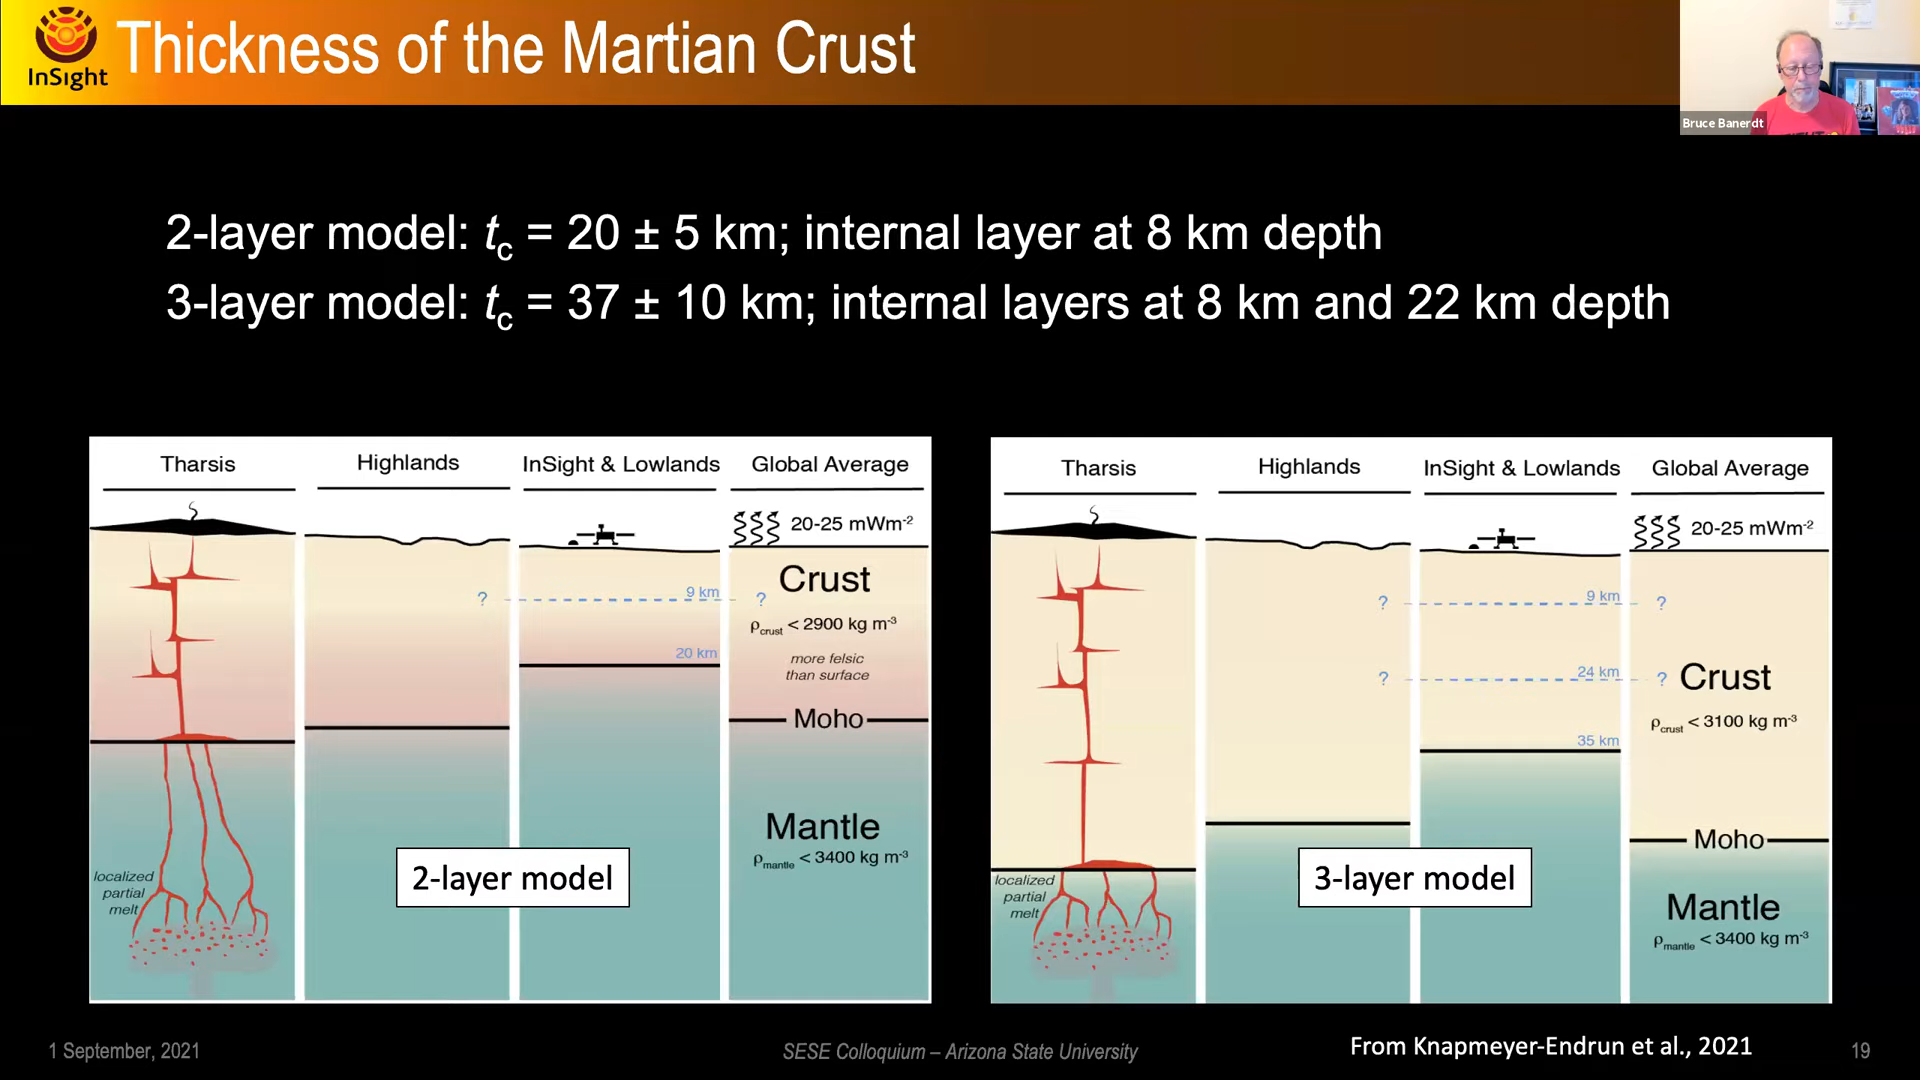 InSight
Thickness of the Martian Crust
Bruce Banerdt
2-layer model: tc = 20 ± 5 km; internal layer at 8 km depth
3-layer model: tc = 37 ± 10 km; internal layers at 8 km and 22 km depth
Tharsis
Highlands
InSight & Lowlands
Global Average
20-25 mWm-2
Crust
9 km
?
?
ρcrust < 2900 kg m-3
20 km
more felsic
than surface
Moho
Mantle
ρmantle < 3400 kg m-3
localized
partial
melt
2-layer model
Tharsis
Highlands
InSight & Lowlands
Global Average
20-25 mWm-2
?
9 km
?
?
24 km
?
Crust
ρcrust < 3100 kg m-3
35 km
Moho
localized
partial
melt
3-layer model
Mantle
ρmantle < 3400 kg m-3
1 September, 2021
SESE Colloquium – Arizona State University
From Knapmeyer-Endrun et al., 2021
19